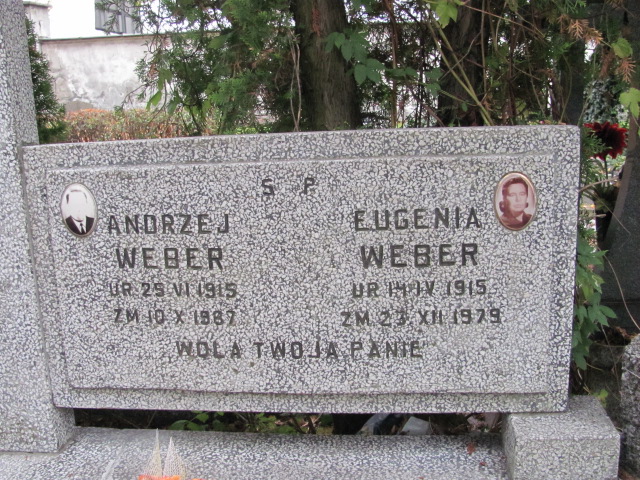 S P
ANDRZEJ
WEBER
UR 25 VI 1915
ZM 10 X 1987
EUGENIA
WEBER
UR 14 IV 1915
ZM 23 XII 1979
WOLA TWOJA PANIE